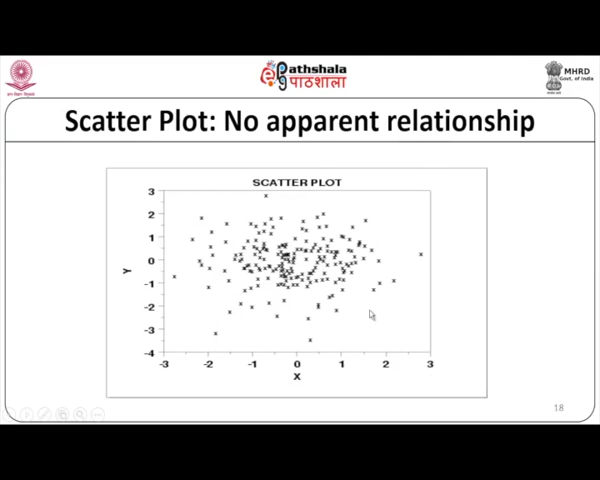 Pathshala
पाठशाला
MHRD
Govt. of India
Scatter Plot: No apparent relationship
SCATTER PLOT
3
2
1
0
-1
-2
-3
-4
Y
-3 -2 -1 0 1 2 3
X
18